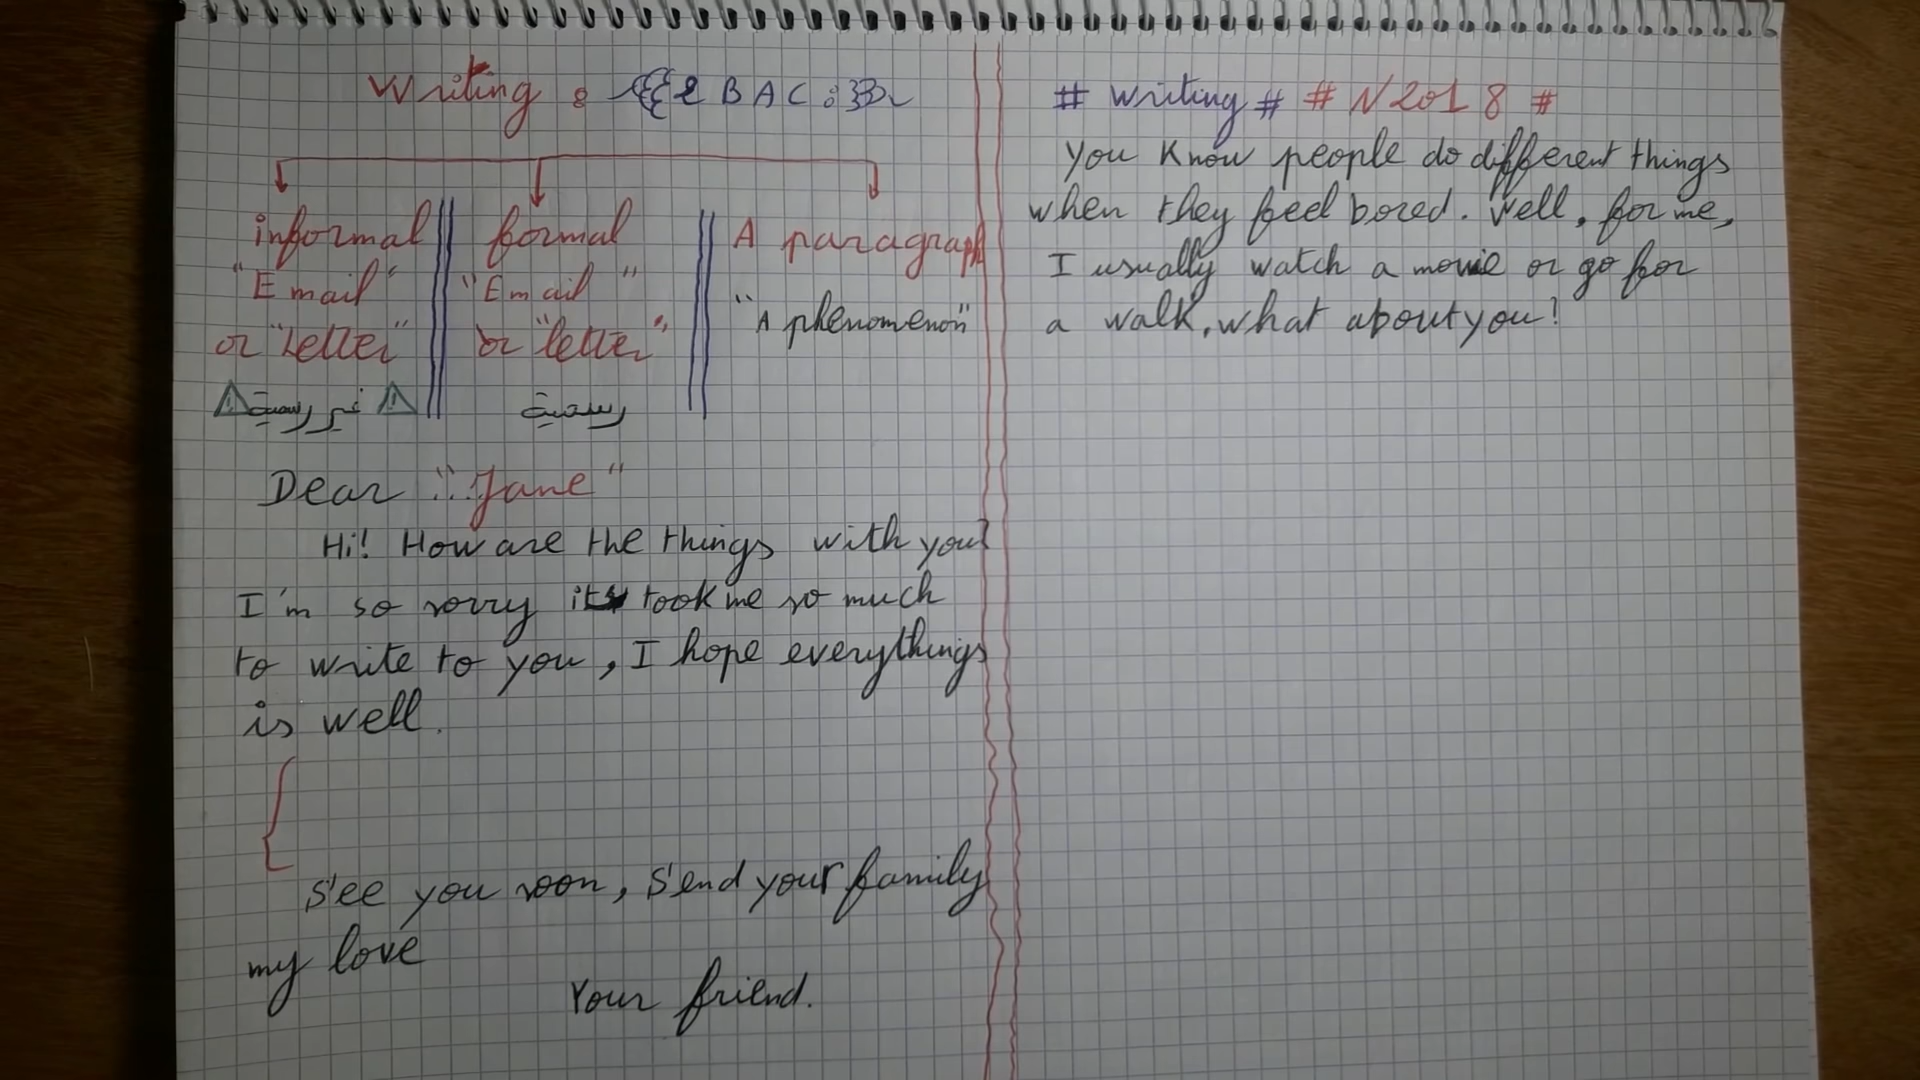 Writing : {{{2 BAC:}}}
informal
"Email"
or "letter"
غير رسمية
formal
"Email"
or "letter"
رسمية
A paragraph
"A phenomenon"
Dear "..Jane"
Hi! How are the things with you?
I'm so sorry it took me so much
to write to you, I hope everythings
is well.
See you soon, Send your family
my love
Your friend.
# Writing # # N2018 #
You Know people do different things
when they feel bored. Well, for me,
I usually watch a movie or go for
a walk, what about you?